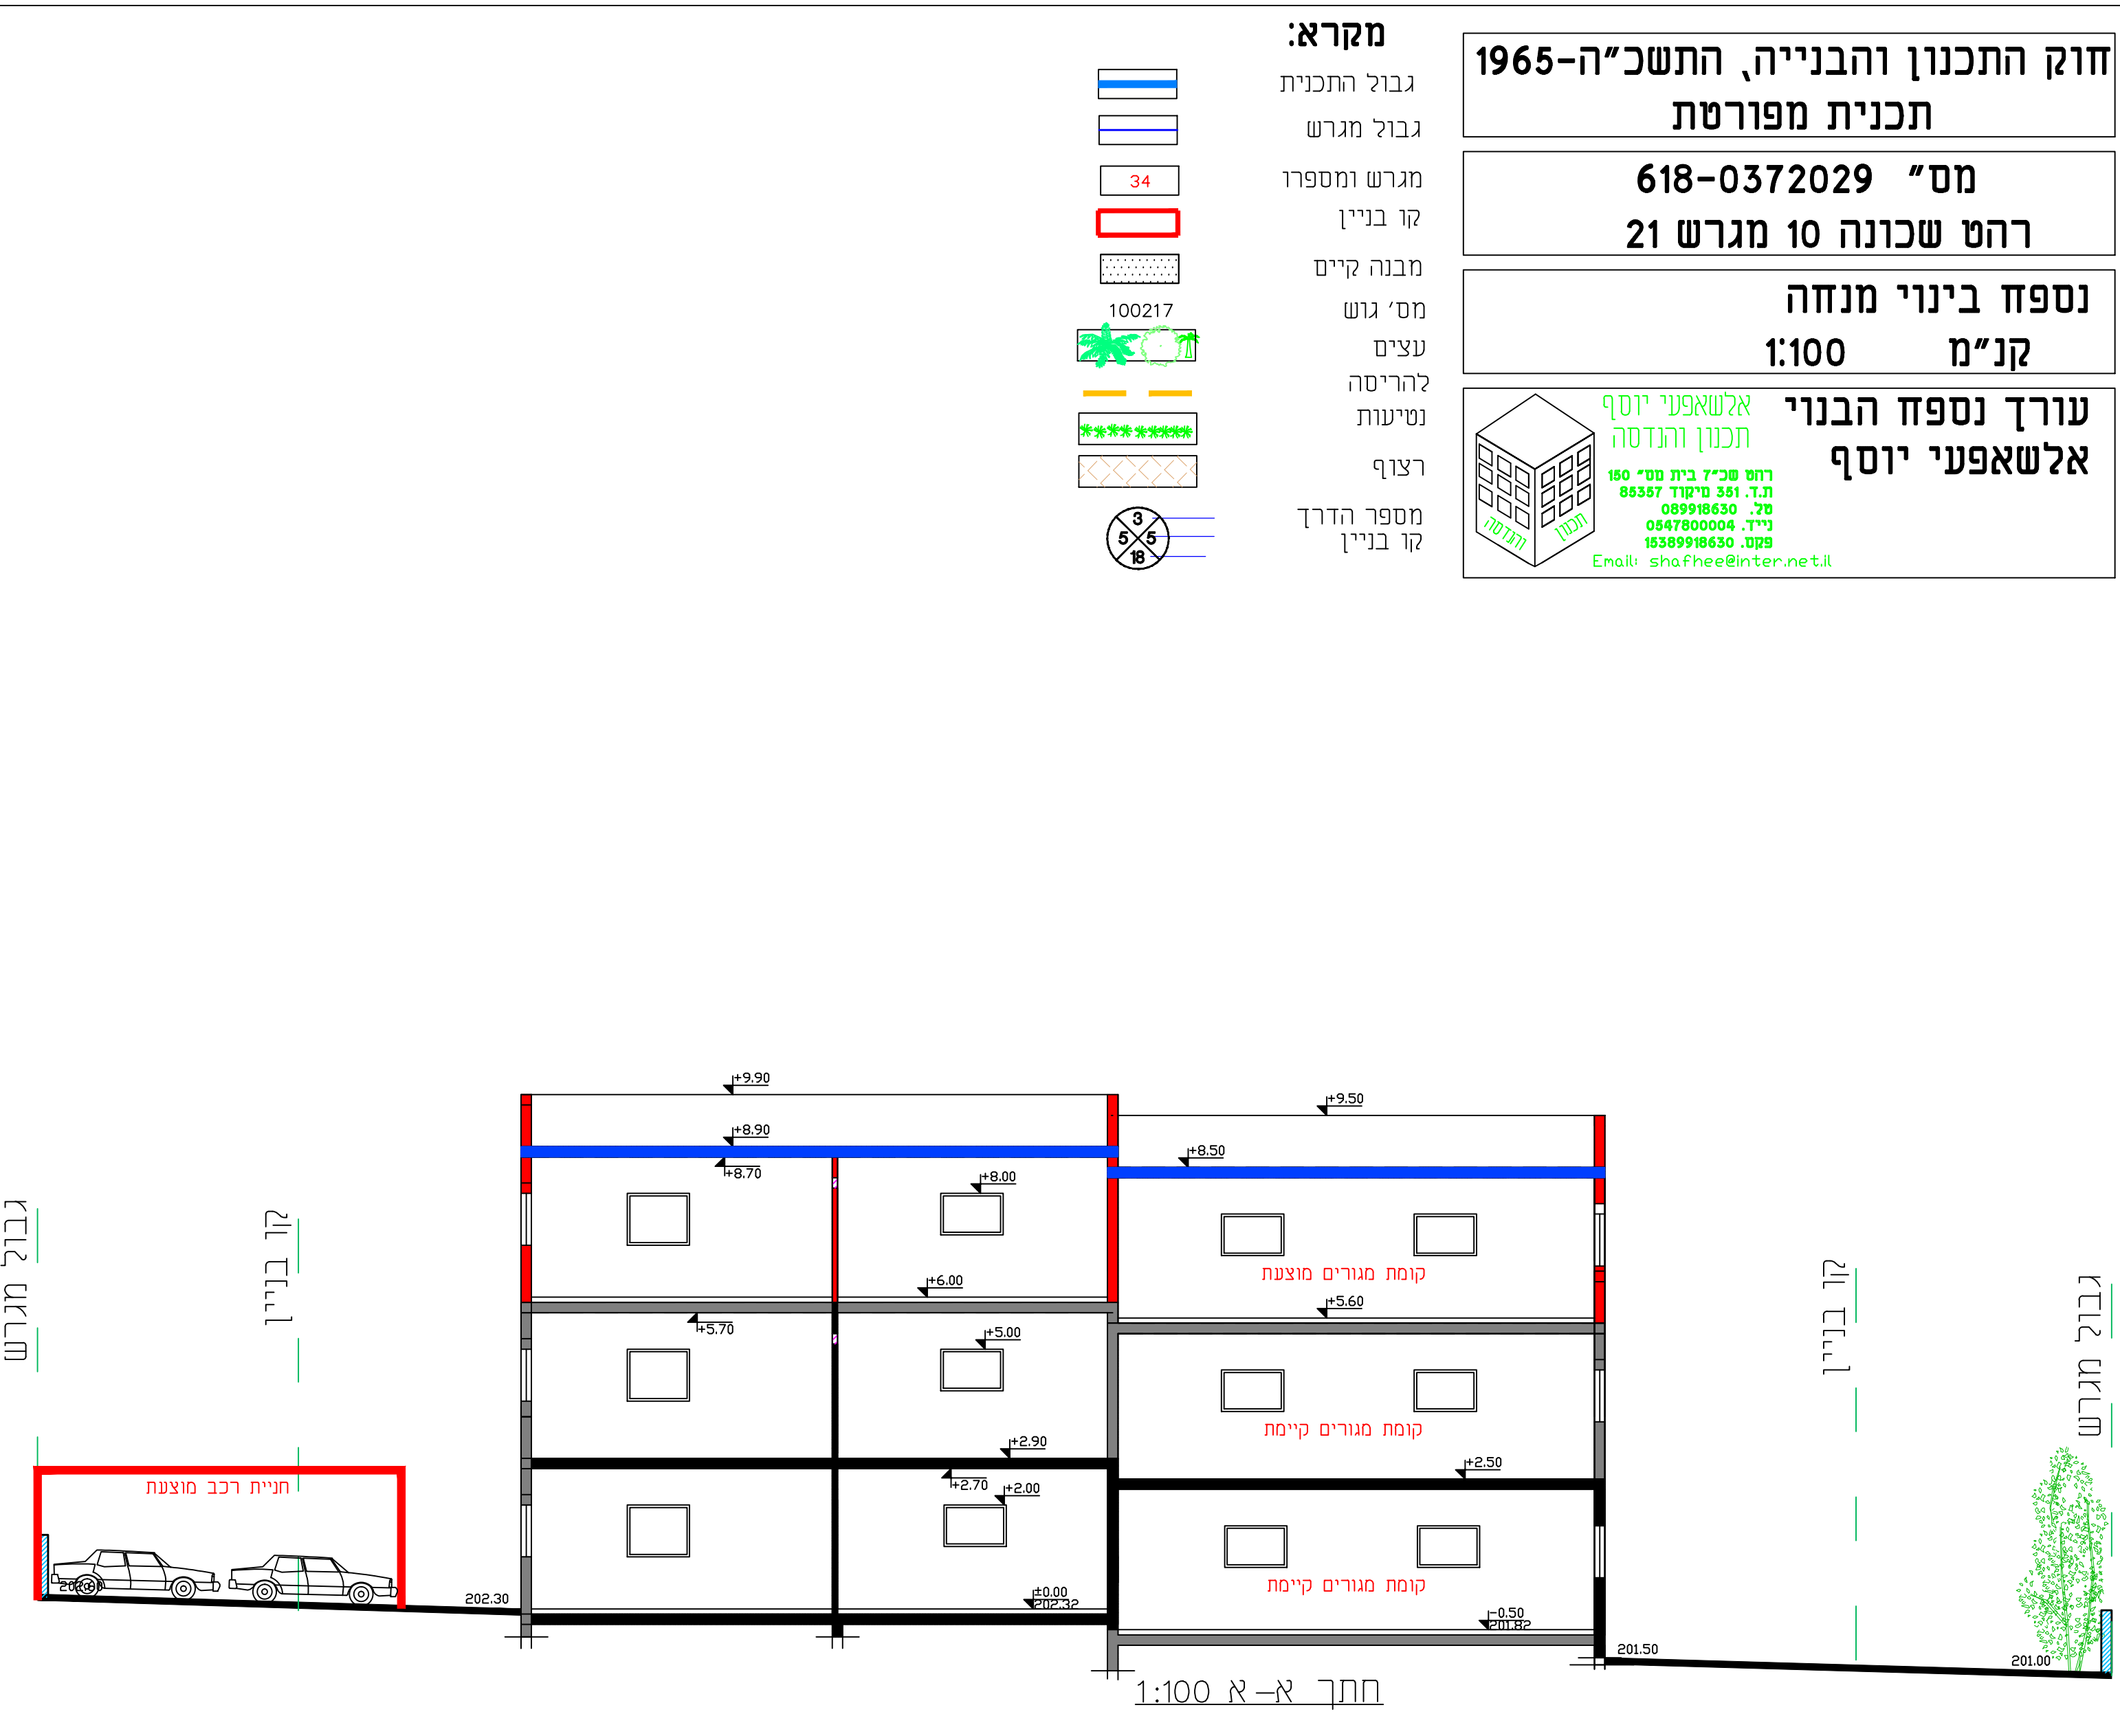 חוק התכנון והבנייה, התשכ"ה-1965
תכנית מפורטת
מס" 618-0372029
רהט שכונה 10 מגרש 21
נספח בינוי מנחה
קנ"מ 1:100
עורך נספח הבנוי
אלשאפעי יוסף
אלשאפעי יוסף
תכנון והנדסה
רהט שכ"7 בית מס" 150
ת.ד. 351 מיקוד 85357
טל. 089918630
נייד. 0547800004
פקס. 15389918630
Email: shafhee@inter.net.il
תכנון
והנדסה
מקרא:
גבול התכנית
גבול מגרש
מגרש ומספרו 34
קו בניין
מבנה קיים
מס' גוש 100217
עצים
להריסה
נטיעות
רצוף
מספר הדרך
קו בניין
3
5 5
18
+9.90
+9.50
+8.90
+8.50
+8.70
+8.00
קומת מגורים מוצעת
+6.00
+5.60
+5.70
+5.00
קומת מגורים קיימת
+2.90
+2.50
+2.70
+2.00
קומת מגורים קיימת
±0.00
202.32
-0.50
201.82
גבול מגרש
קו בניין
קו בניין
גבול מגרש
חניית רכב מוצעת
202.30
201.50
201.00
חתך א-א 1:100